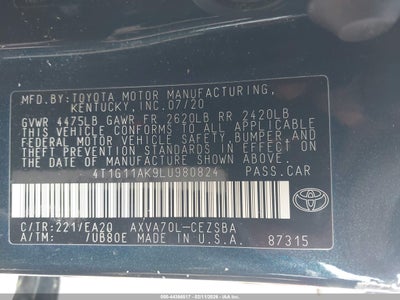 MFD.BY:TOYOTA MOTOR MANUFACTURING,
KENTUCKY, INC.07/20
GVWR 4475LB GAWR FR 2620LB RR 2420LB
THIS VEHICLE CONFORMS TO ALL APPLICABLE
FEDERAL MOTOR VEHICLE SAFETY, BUMPER, AND
THEFT PREVENTION STANDARDS IN EFFECT ON
THE DATE OF MANUFACTURE SHOWN ABOVE.
4T1G11AK9LU980824 PASS.CAR
C/TR:221/EA20 AXVA70L-CEZSBA
A/TM: /UB80E MADE IN U.S.A. 87315